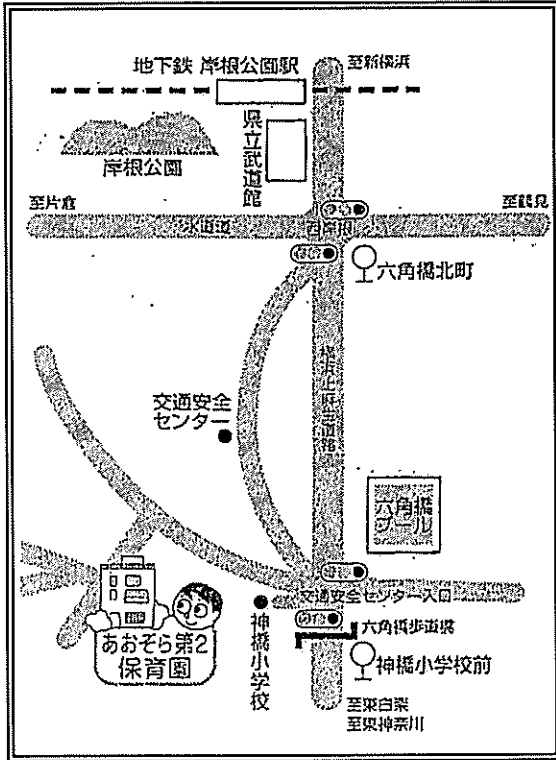 地下鉄 岸根公園駅
至新横浜
県立武道館
岸根公園
至片倉
至鶴見
水道道
西岸根
六角橋北町
交通安全
センター
六角橋
プール
交通安全センター入口
六角橋歩道橋
神橋小学校
神橋小学校前
あおぞら第2
保育園
至東白楽
至東神奈川